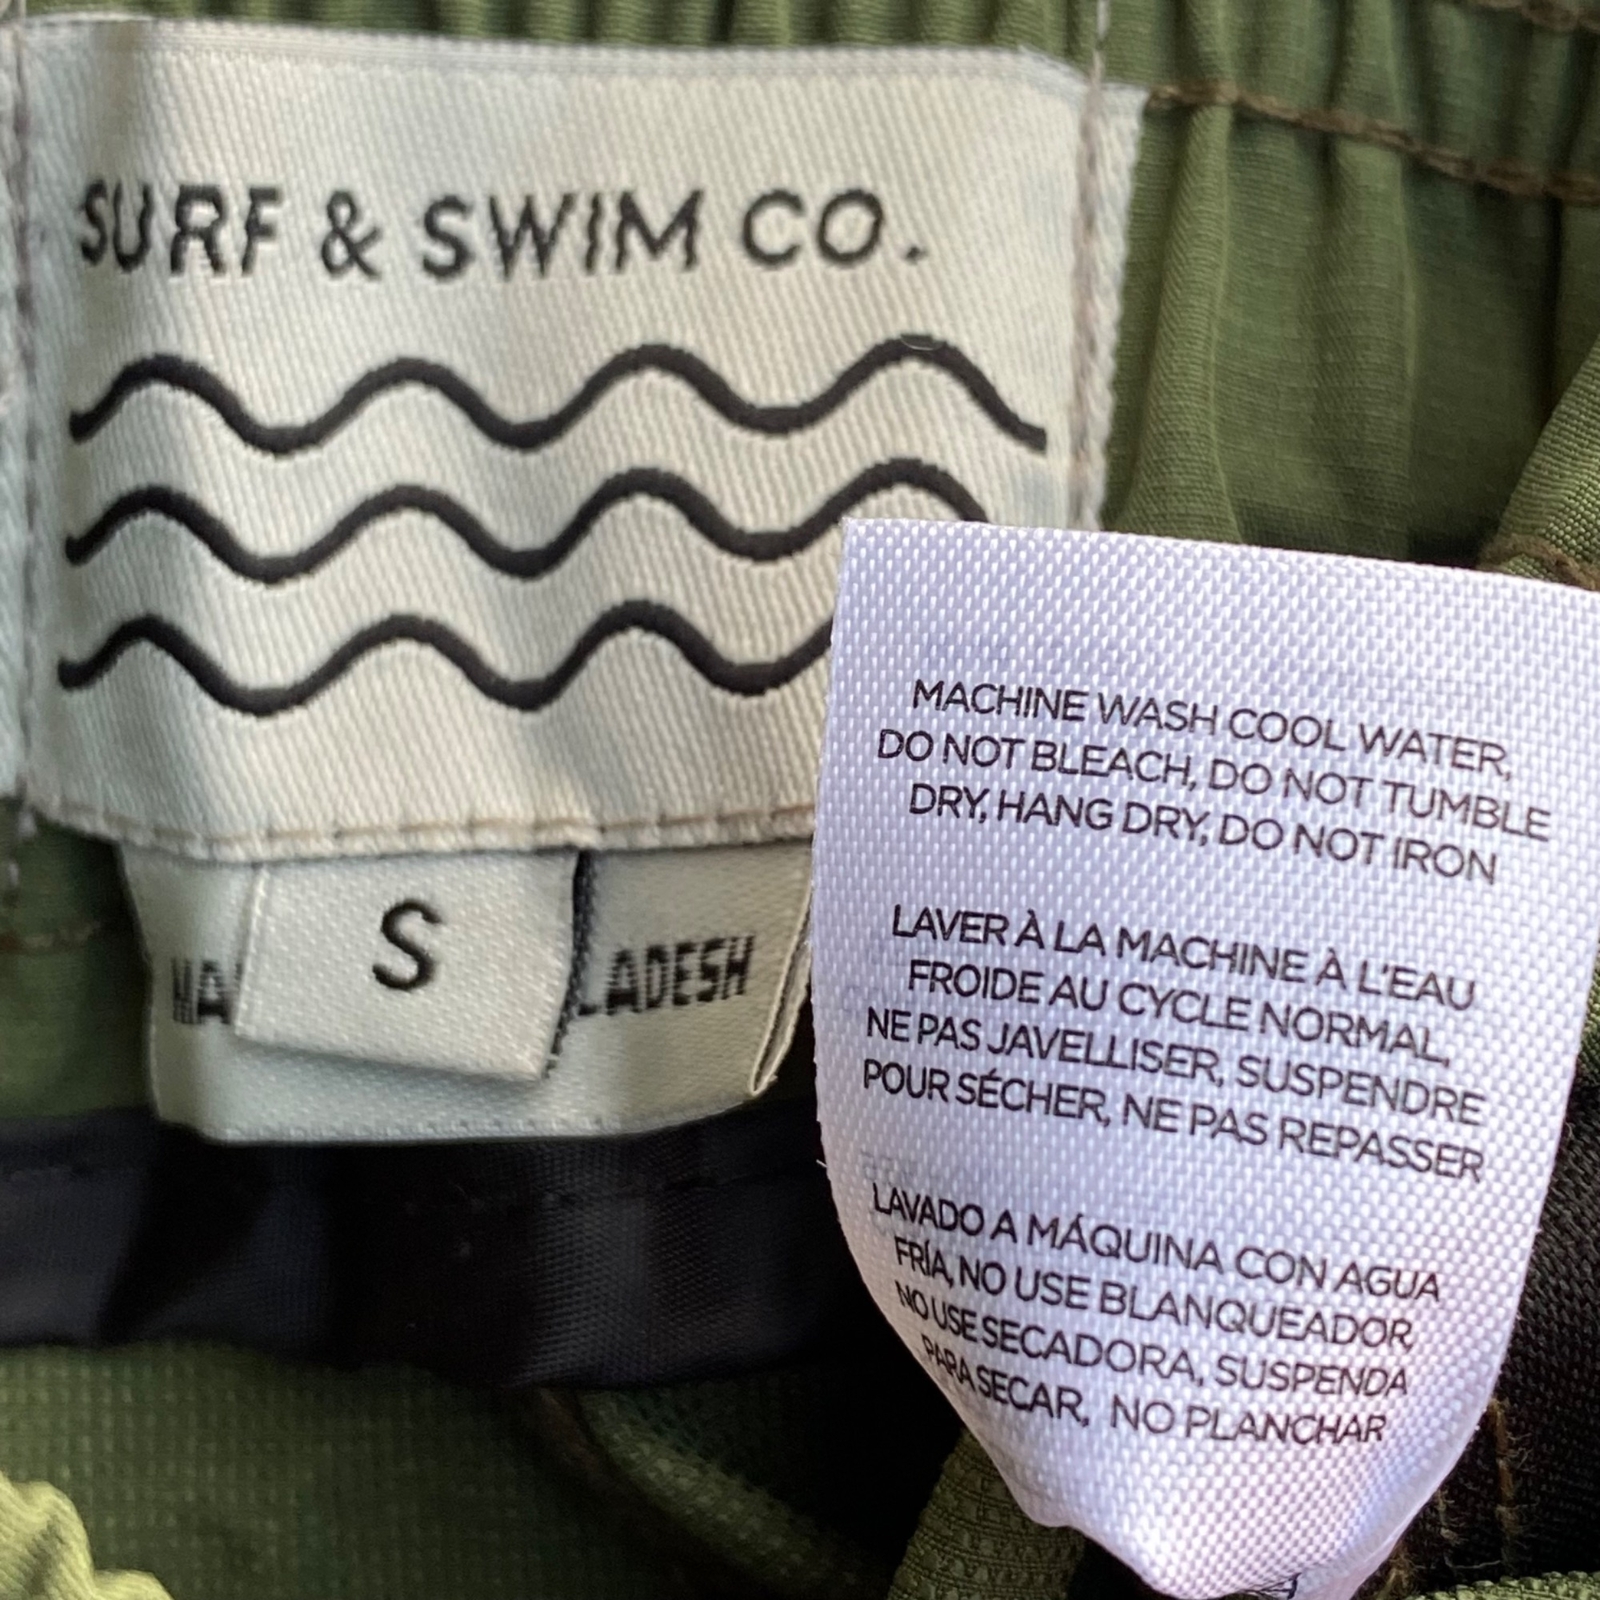 SURF & SWIM CO.
S
MA LADESH
MACHINE WASH COOL WATER,
DO NOT BLEACH, DO NOT TUMBLE
DRY, HANG DRY, DO NOT IRON
LAVER À LA MACHINE À L'EAU
FROIDE AU CYCLE NORMAL,
NE PAS JAVELLISER, SUSPENDRE
POUR SÉCHER, NE PAS REPASSER
LAVADO A MÁQUINA CON AGUA
FRÍA, NO USE BLANQUEADOR,
NO USE SECADORA, SUSPENDA
PARA SECAR, NO PLANCHAR